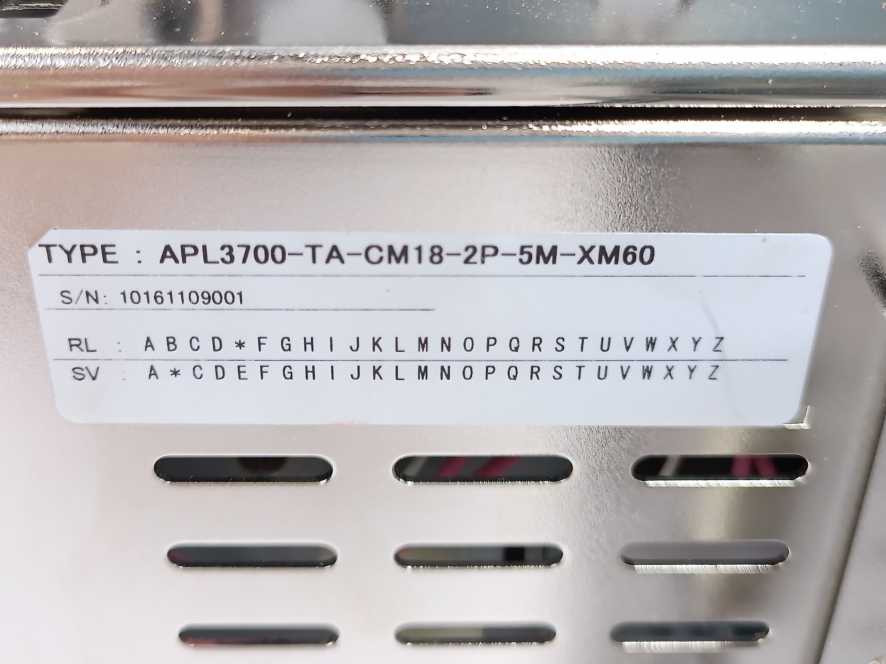 TYPE : APL3700-TA-CM18-2P-5M-XM60
S/N: 10161109001
RL : A B C D * F G H I J K L M N O P Q R S T U V W X Y Z
SV : A * C D E F G H I J K L M N O P Q R S T U V W X Y Z